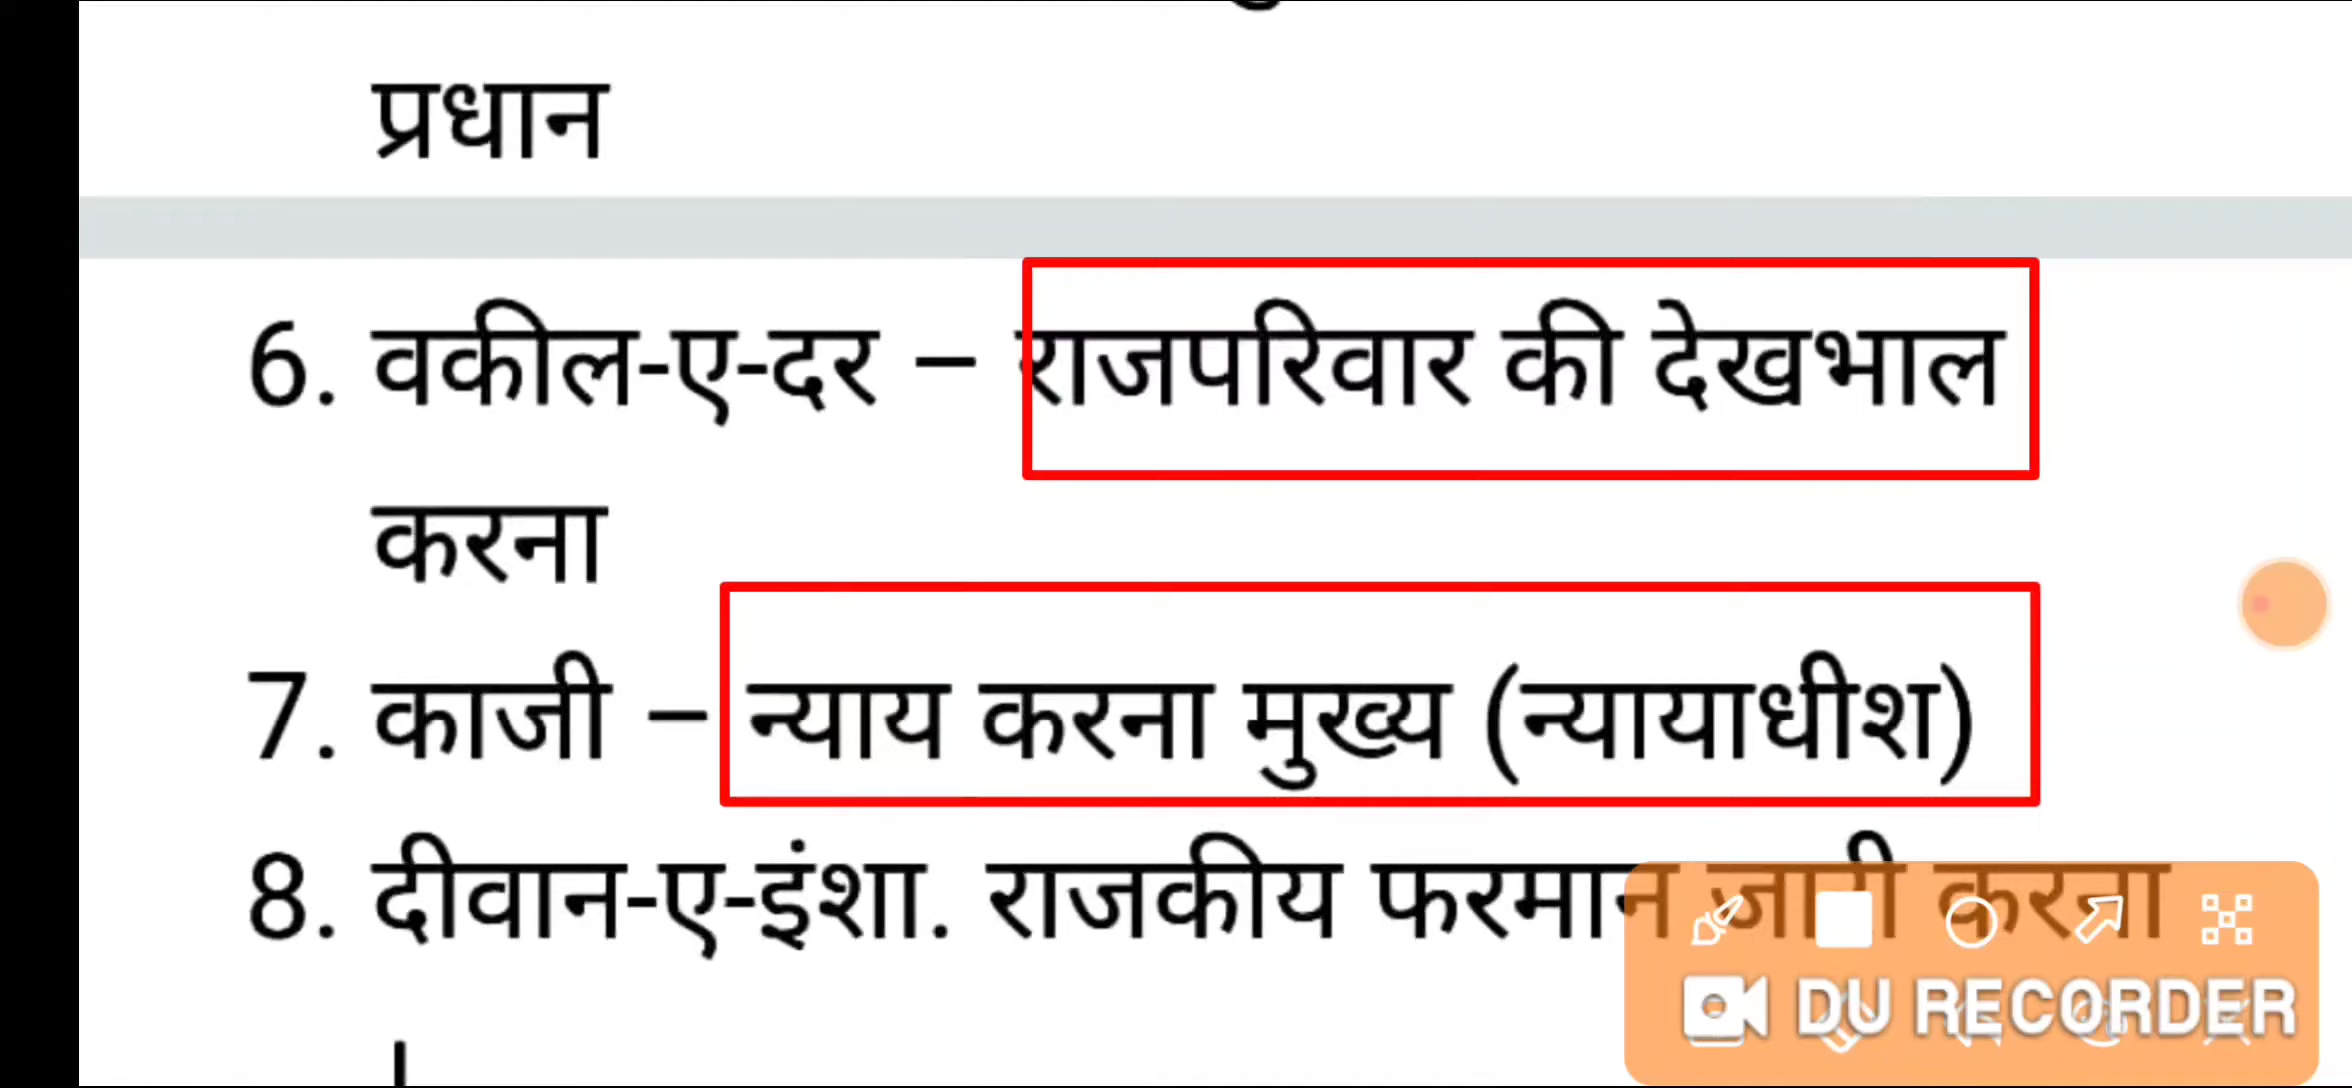 प्रधान
6. वकील-ए-दर – राजपरिवार की देखभाल
करना
7. काजी – न्याय करना मुख्य (न्यायाधीश)
8. दीवान-ए-इंशा. राजकीय फरमान जारी करना
DU RECORDER